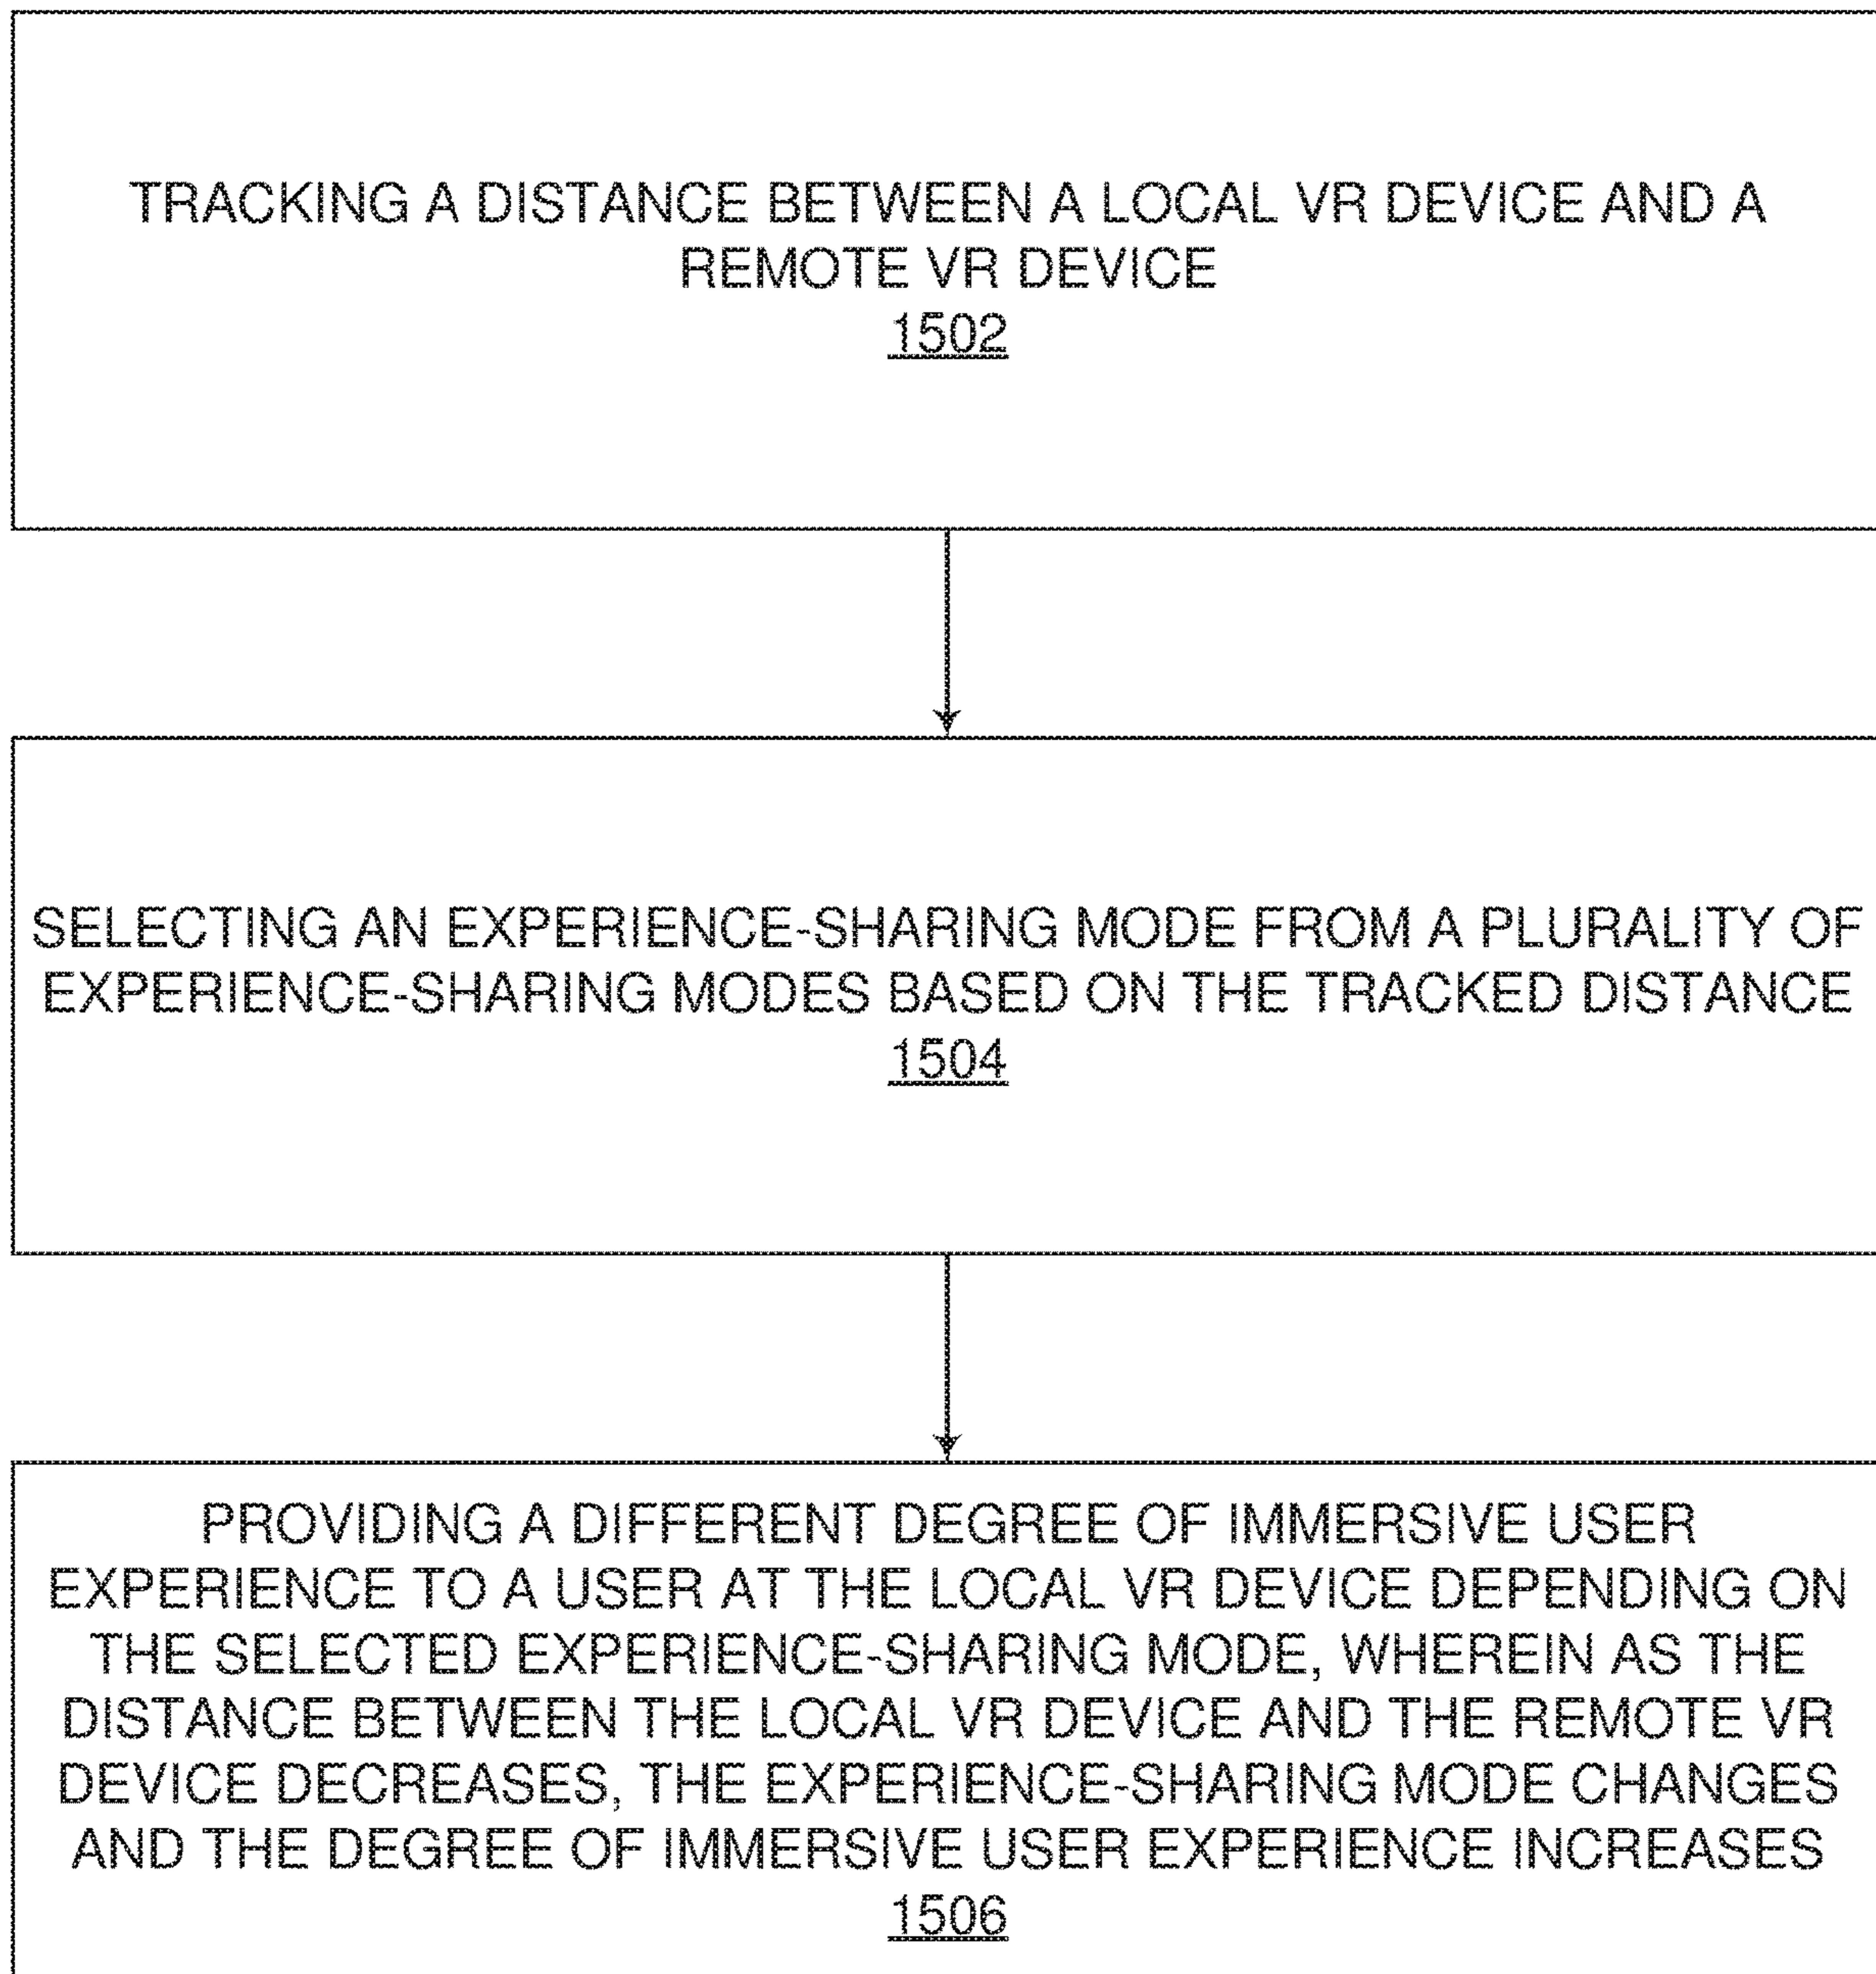 TRACKING A DISTANCE BETWEEN A LOCAL VR DEVICE AND A
REMOTE VR DEVICE
1502
SELECTING AN EXPERIENCE-SHARING MODE FROM A PLURALITY OF
EXPERIENCE-SHARING MODES BASED ON THE TRACKED DISTANCE
1504
PROVIDING A DIFFERENT DEGREE OF IMMERSIVE USER
EXPERIENCE TO A USER AT THE LOCAL VR DEVICE DEPENDING ON
THE SELECTED EXPERIENCE-SHARING MODE, WHEREIN AS THE
DISTANCE BETWEEN THE LOCAL VR DEVICE AND THE REMOTE VR
DEVICE DECREASES, THE EXPERIENCE-SHARING MODE CHANGES
AND THE DEGREE OF IMMERSIVE USER EXPERIENCE INCREASES
1506